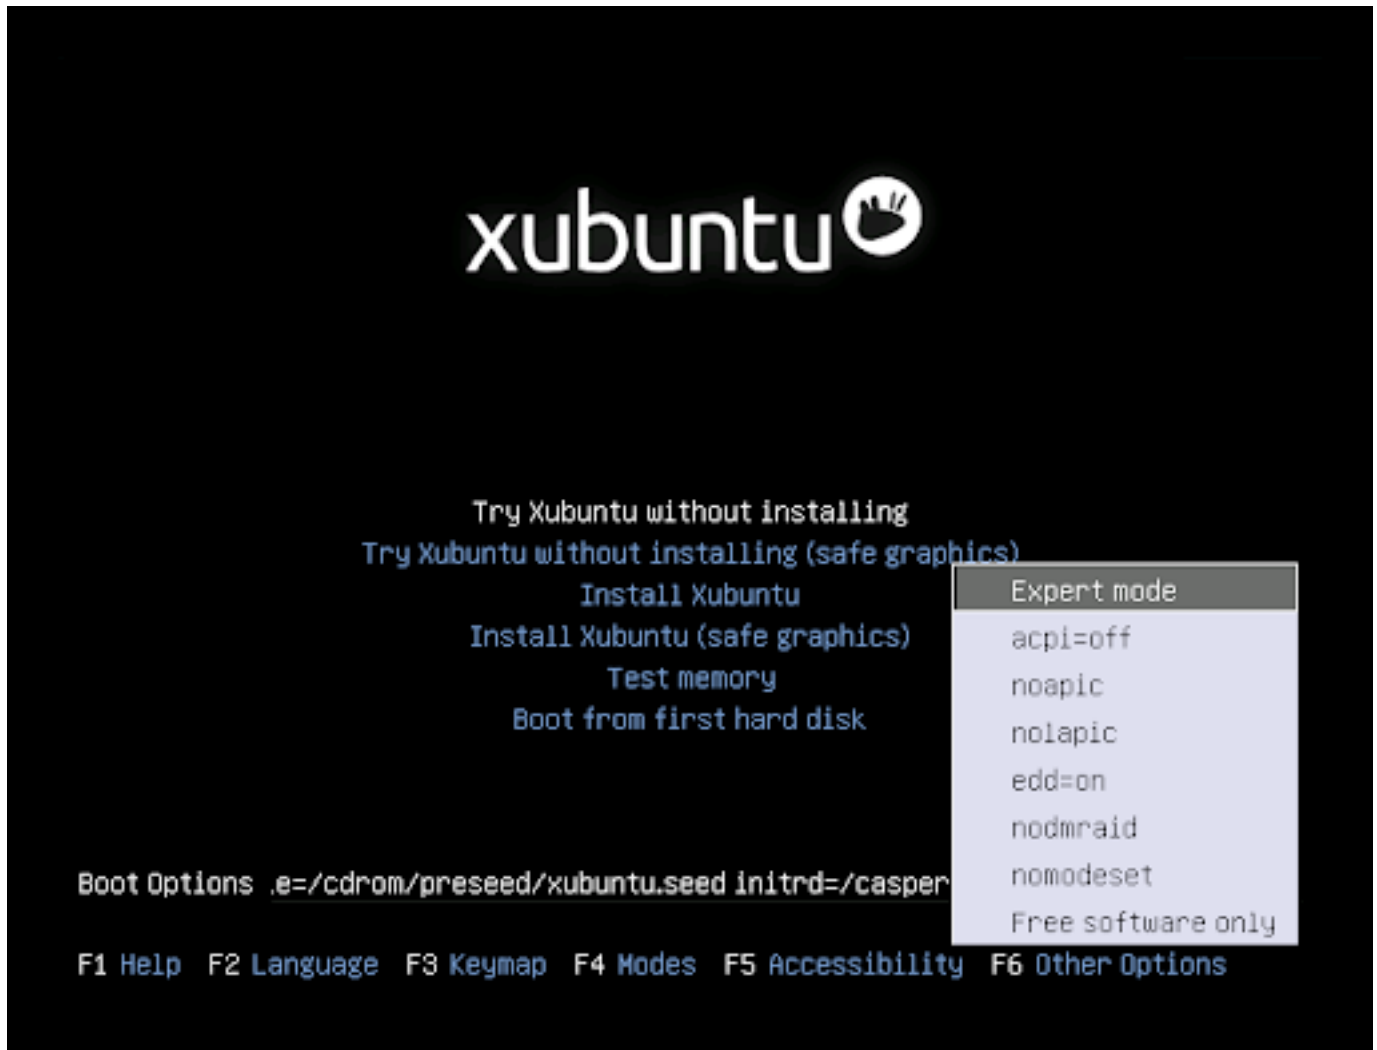 xubuntu
Try Xubuntu without installing
Try Xubuntu without installing (safe graphics)
Install Xubuntu
Install Xubuntu (safe graphics)
Test memory
Boot from first hard disk
Expert mode
acpi=off
noapic
nolapic
edd=on
nodmraid
nomodeset
Free software only
Boot Options .e=/cdrom/preseed/xubuntu.seed initrd=/casper
F1 Help F2 Language F3 Keymap F4 Modes F5 Accessibility F6 Other Options